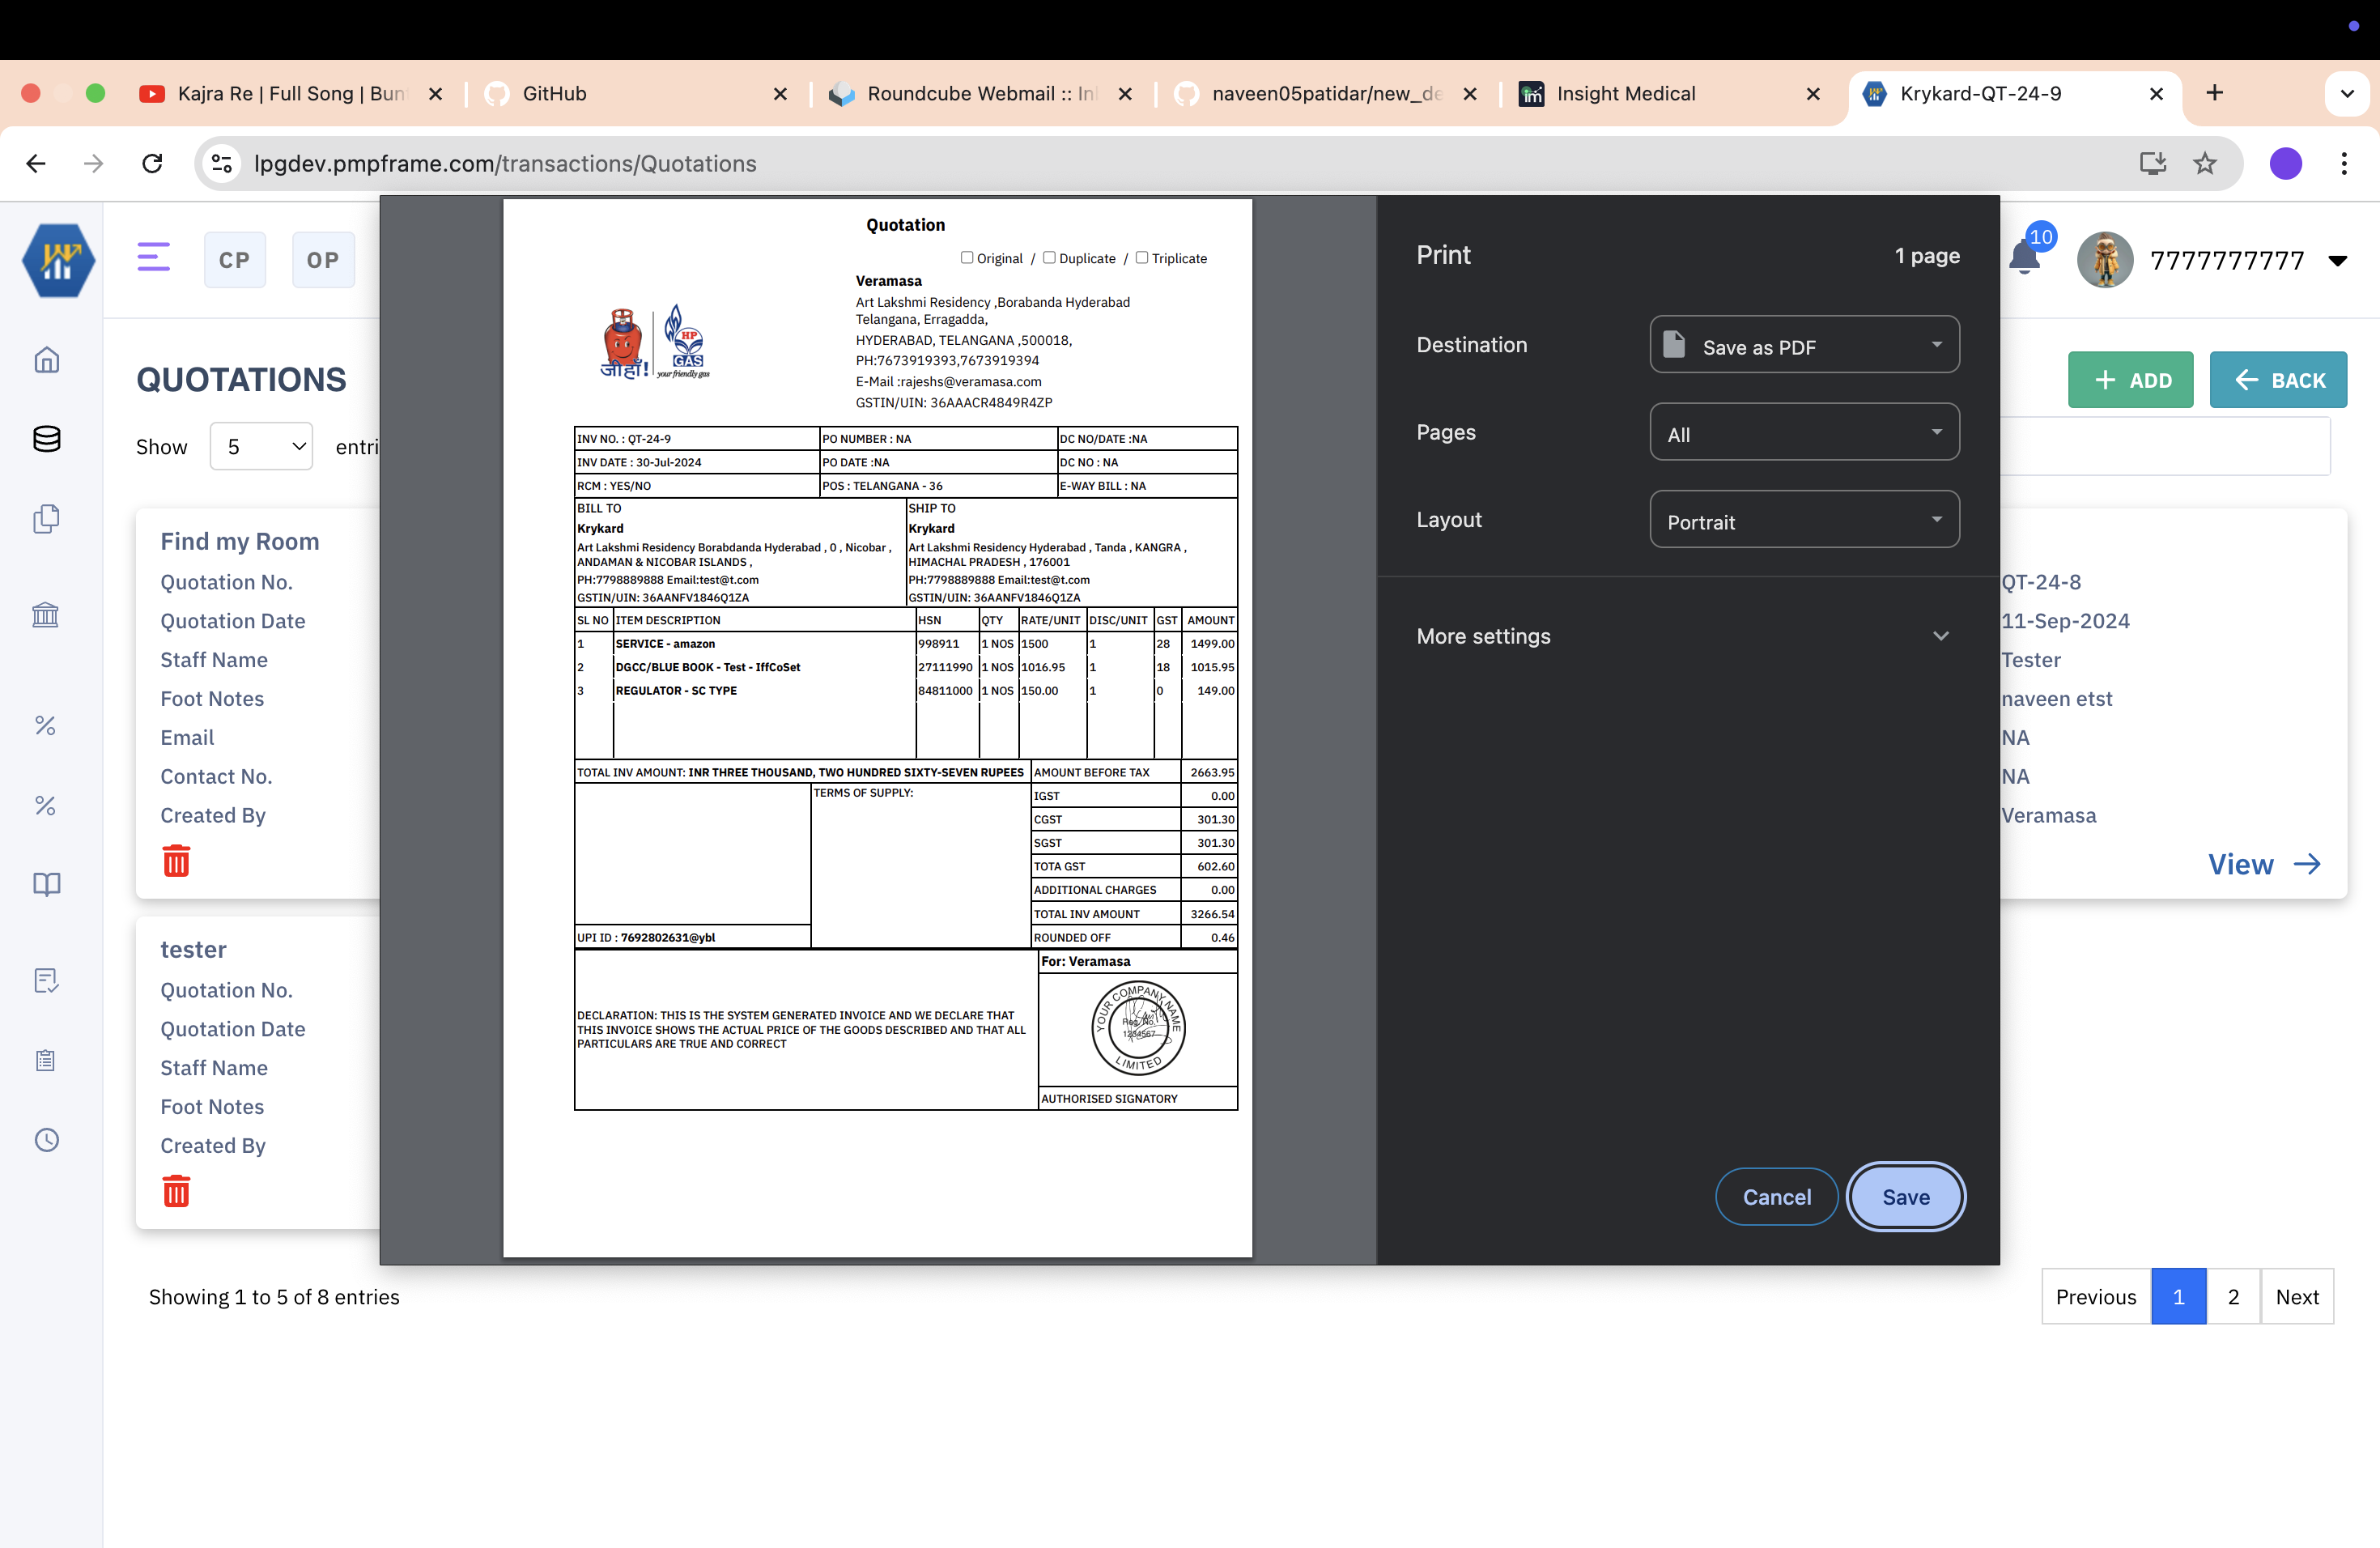 Kajra Re | Full Song | Bun
GitHub
Roundcube Webmail :: In
naveen05patidar/new_de
Insight Medical
Krykard-QT-24-9
lpgdev.pmpframe.com/transactions/Quotations
CP
OP
10
7777777777
QUOTATIONS
ADD
BACK
Show
5
entri
Find my Room
Quotation No.
Quotation Date
Staff Name
Foot Notes
Email
Contact No.
Created By
tester
Quotation No.
Quotation Date
Staff Name
Foot Notes
Created By
Showing 1 to 5 of 8 entries
Quotation
Original / Duplicate / Triplicate
Veramasa
Art Lakshmi Residency ,Borabanda Hyderabad
Telangana, Erragadda,
HYDERABAD, TELANGANA ,500018,
PH:7673919393,7673919394
E-Mail :rajeshs@veramasa.com
GSTIN/UIN: 36AAACR4849R4ZP
जीहाँ!
HP
GAS
your friendly gas
INV NO. : QT-24-9 PO NUMBER : NA DC NO/DATE :NA
INV DATE : 30-Jul-2024 PO DATE :NA DC NO : NA
RCM : YES/NO POS : TELANGANA - 36 E-WAY BILL : NA
BILL TO
Krykard
Art Lakshmi Residency Borabdanda Hyderabad , 0 , Nicobar ,
ANDAMAN & NICOBAR ISLANDS ,
PH:7798889888 Email:test@t.com
GSTIN/UIN: 36AANFV1846Q1ZA
SHIP TO
Krykard
Art Lakshmi Residency Hyderabad , Tanda , KANGRA ,
HIMACHAL PRADESH , 176001
PH:7798889888 Email:test@t.com
GSTIN/UIN: 36AANFV1846Q1ZA
SL NO ITEM DESCRIPTION HSN QTY RATE/UNIT DISC/UNIT GST AMOUNT
1 SERVICE - amazon 998911 1 NOS 1500 1 28 1499.00
2 DGCC/BLUE BOOK - Test - IffCoSet 27111990 1 NOS 1016.95 1 18 1015.95
3 REGULATOR - SC TYPE 84811000 1 NOS 150.00 1 0 149.00
TOTAL INV AMOUNT: INR THREE THOUSAND, TWO HUNDRED SIXTY-SEVEN RUPEES AMOUNT BEFORE TAX 2663.95
TERMS OF SUPPLY:
IGST 0.00
CGST 301.30
SGST 301.30
TOTA GST 602.60
ADDITIONAL CHARGES 0.00
TOTAL INV AMOUNT 3266.54
UPI ID : 7692802631@ybl
ROUNDED OFF 0.46
For: Veramasa
DECLARATION: THIS IS THE SYSTEM GENERATED INVOICE AND WE DECLARE THAT
THIS INVOICE SHOWS THE ACTUAL PRICE OF THE GOODS DESCRIBED AND THAT ALL
PARTICULARS ARE TRUE AND CORRECT
YOUR COMPANY NAME
Reg. No.
1234567
LIMITED
AUTHORISED SIGNATORY
Print
1 page
Destination
Save as PDF
Pages
All
Layout
Portrait
More settings
Cancel
Save
QT-24-8
11-Sep-2024
Tester
naveen etst
NA
NA
Veramasa
View
Previous
1
2
Next